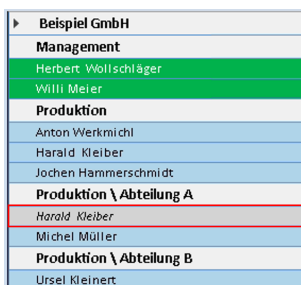 Beispiel GmbH
Management
Herbert Wollschläger
Willi Meier
Produktion
Anton Werkmichl
Harald Kleiber
Jochen Hammerschmidt
Produktion \ Abteilung A
Harald Kleiber
Michel Müller
Produktion \ Abteilung B
Ursel Kleinert